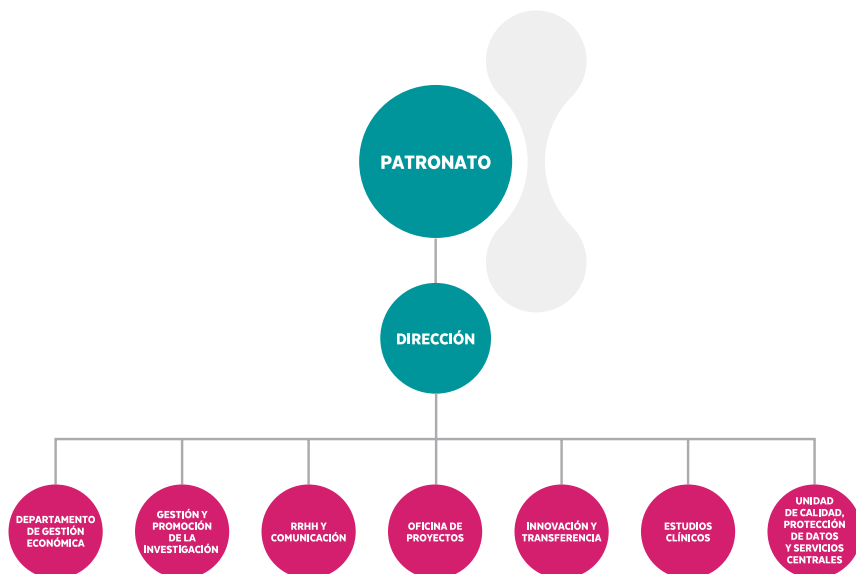 PATRONATO
DIRECCIÓN
DEPARTAMENTO
DE GESTIÓN
ECONÓMICA
GESTIÓN Y
PROMOCIÓN
DE LA
INVESTIGACIÓN
RRHH Y
COMUNICACIÓN
OFICINA DE
PROYECTOS
INNOVACIÓN Y
TRANSFERENCIA
ESTUDIOS
CLÍNICOS
UNIDAD
DE CALIDAD,
PROTECCIÓN
DE DATOS
Y SERVICIOS
CENTRALES